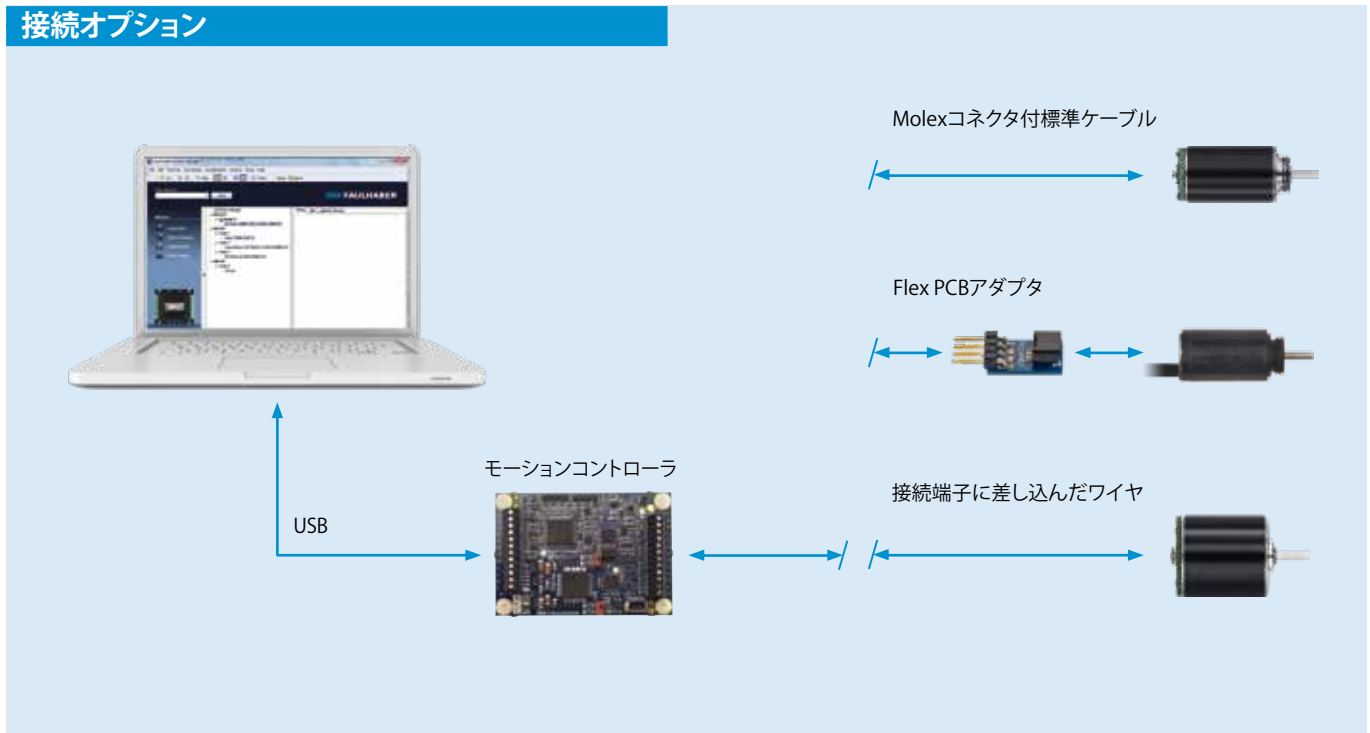 接続オプション
Molexコネクタ付標準ケーブル
FAULHABER
Flex PCBアダプタ
モーションコントローラ
接続端子に差し込んだワイヤ
USB